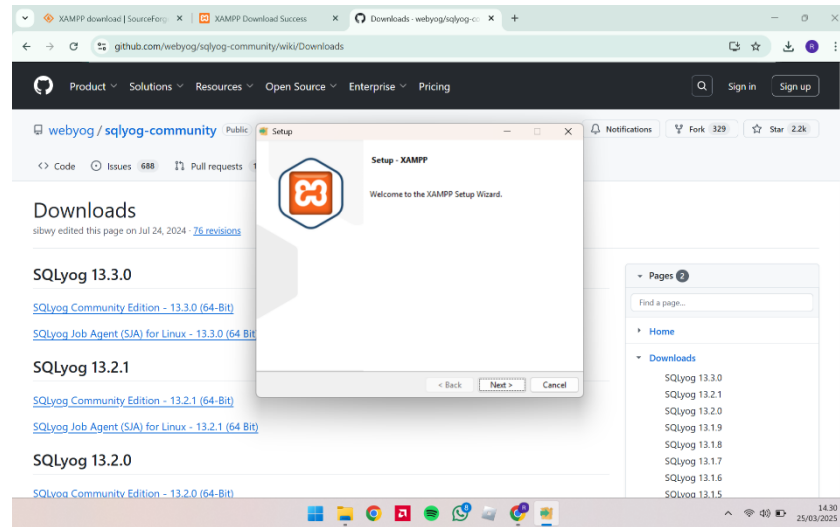 XAMPP download | SourceForg
XAMPP Download Success
Downloads · webyog/sqlyog-co
github.com/webyog/sqlyog-community/wiki/Downloads
R
Product
Solutions
Resources
Open Source
Enterprise
Pricing
Sign in
Sign up
webyog / sqlyog-community Public
Notifications
Fork 329
Star 2.2k
Code
Issues 688
Pull requests 1
Setup
Setup - XAMPP
Welcome to the XAMPP Setup Wizard.
< Back
Next >
Cancel
Downloads
sibwy edited this page on Jul 24, 2024 · 76 revisions
SQLyog 13.3.0
SQLyog Community Edition - 13.3.0 (64-Bit)
SQLyog Job Agent (SJA) for Linux - 13.3.0 (64 Bit
SQLyog 13.2.1
SQLyog Community Edition - 13.2.1 (64-Bit)
SQLyog Job Agent (SJA) for Linux - 13.2.1 (64 Bit)
SQLyog 13.2.0
SQLyog Community Edition - 13.2.0 (64-Bit)
Pages 2
Find a page...
Home
Downloads
SQLyog 13.3.0
SQLyog 13.2.1
SQLyog 13.2.0
SQLyog 13.1.9
SQLyog 13.1.8
SQLyog 13.1.7
SQLyog 13.1.6
SQLyog 13.1.5
14.33
25/03/2025